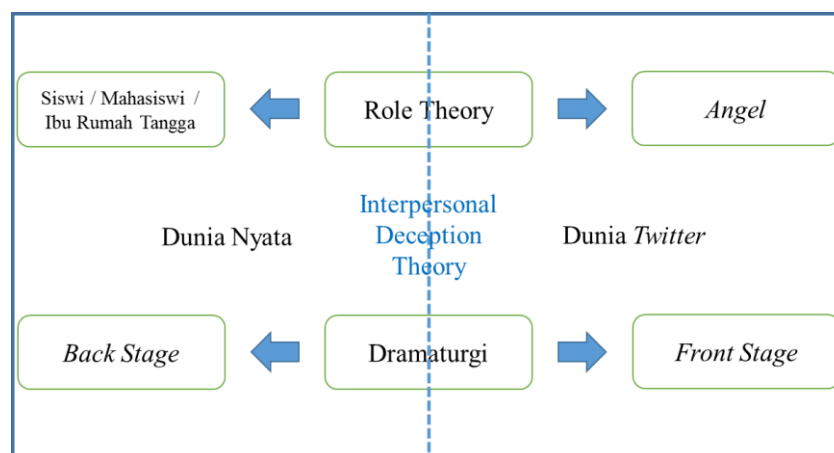 Siswi / Mahasiswi /
Ibu Rumah Tangga
Role Theory
Angel
Dunia Nyata
Interpersonal
Deception
Theory
Dunia Twitter
Back Stage
Dramaturgi
Front Stage